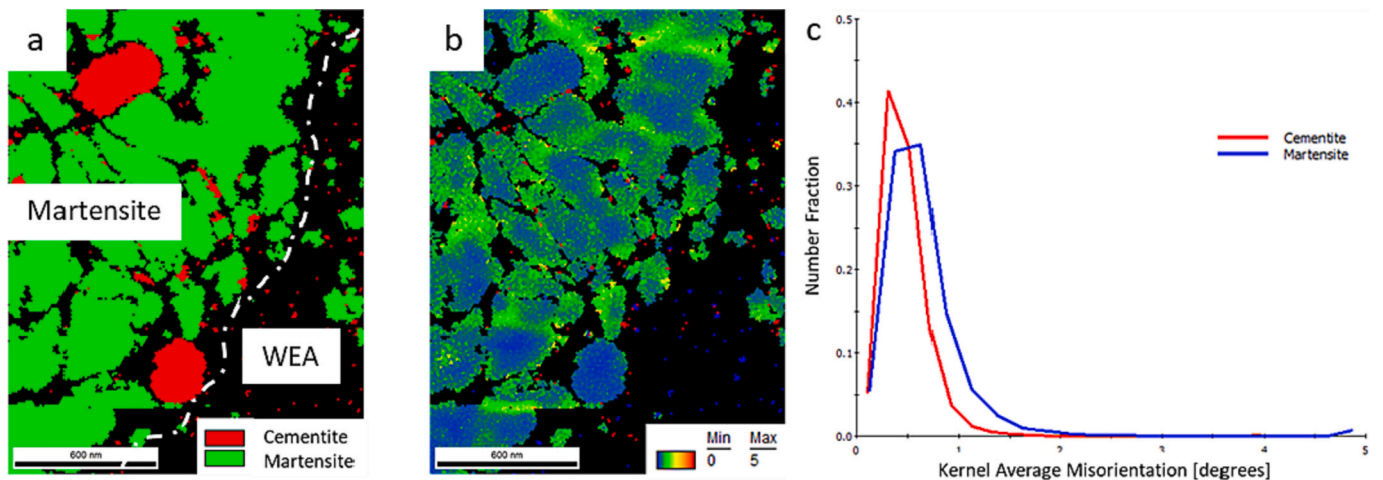 a
Martensite
WEA
Cementite
Martensite
600 nm
b
Min Max
0 5
600 nm
c
0.5
0.4
0.3
0.2
0.1
0.0
Number Fraction
Cementite
Martensite
1 2 3 4 5
Kernel Average Misorientation [degrees]